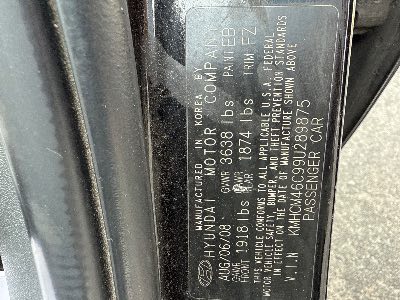 MANUFACTURED IN KOREA BY
HYUNDAI MOTOR COMPANY
AUG/06/08 GVWR 3638 lbs PAINT:EB
GAWR FRONT 1918 lbs GAWR REAR 1874 lbs TRIM:FZ
THIS VEHICLE CONFORMS TO ALL APPLICABLE U.S.A. FEDERAL
MOTOR VEHICLE SAFETY, BUMPER, AND THEFT PREVENTION STANDARDS
IN EFFECT ON THE DATE OF MANUFACTURE SHOWN ABOVE
V.I.N KMHCM46C99U289875
PASSENGER CAR